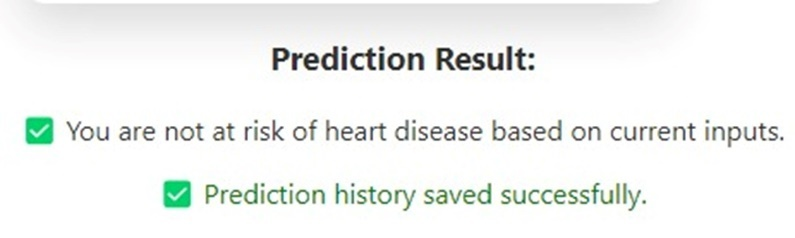 Prediction Result:
✅ You are not at risk of heart disease based on current inputs.
✅ Prediction history saved successfully.